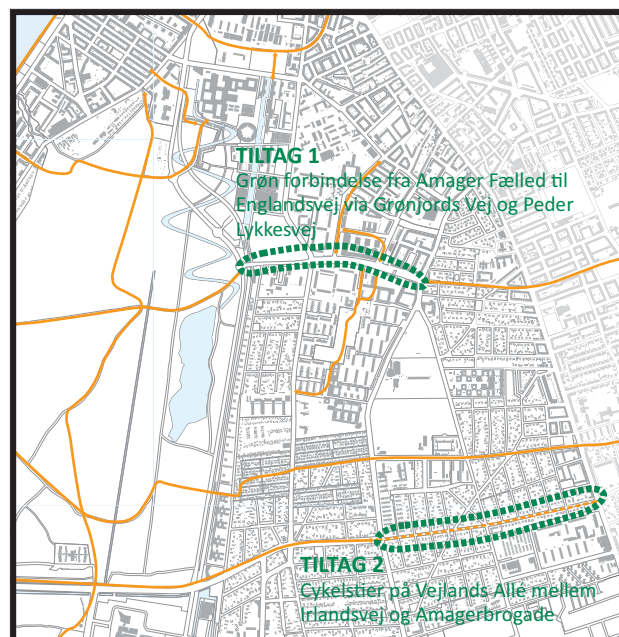 TILTAG 1
Grøn forbindelse fra Amager Fælled til
Englandsvej via Grønjords Vej og Peder
Lykkesvej
TILTAG 2
Cykelstier på Vejlands Allé mellem
Irlandsvej og Amagerbrogade